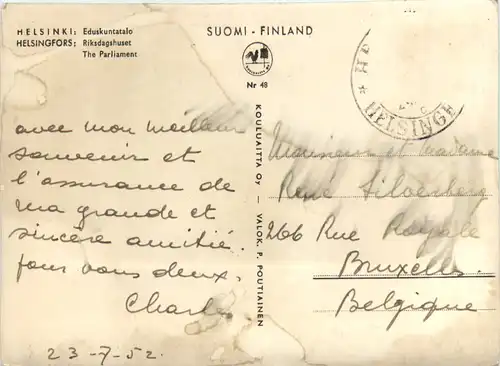 HELSINKI: Eduskuntatalo
HELSINGFORS: Riksdagshuset
The Parliament
SUOMI - FINLAND
Nr 48
KOULUAITTA Oy — VALOK. P. POUTIAINEN
HELSINGF
avec mon meilleur
souvenir et
l'assurance de
ma grande et
sincère amitié.
pour vous deux.
Charles
23-7-52.
Monsieur et Madame
René Silverberg
266 Rue Royale
Bruxelles.
Belgique